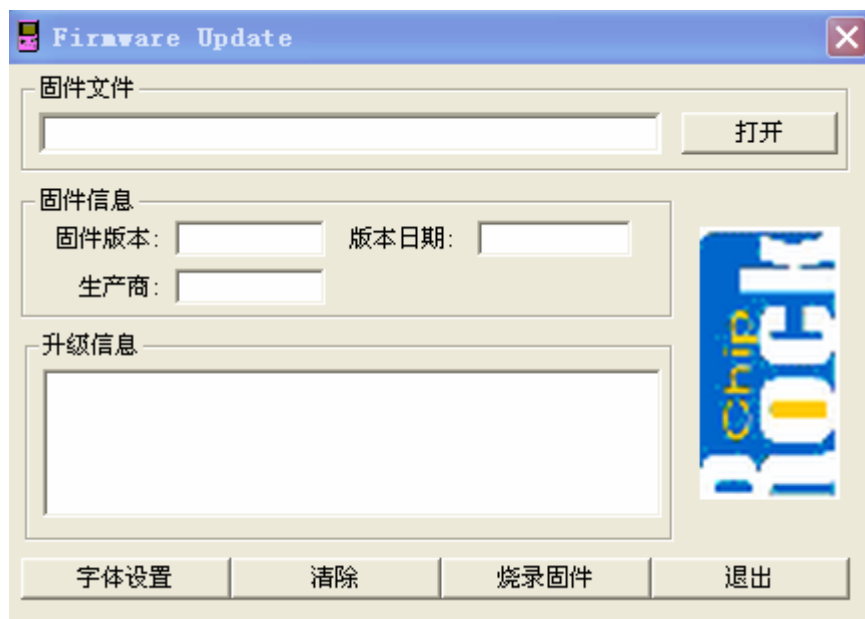 Firmware Update
固件文件
打开
固件信息
固件版本: 版本日期:
生产商:
升级信息
Chip
ROCK
字体设置 清除 烧录固件 退出